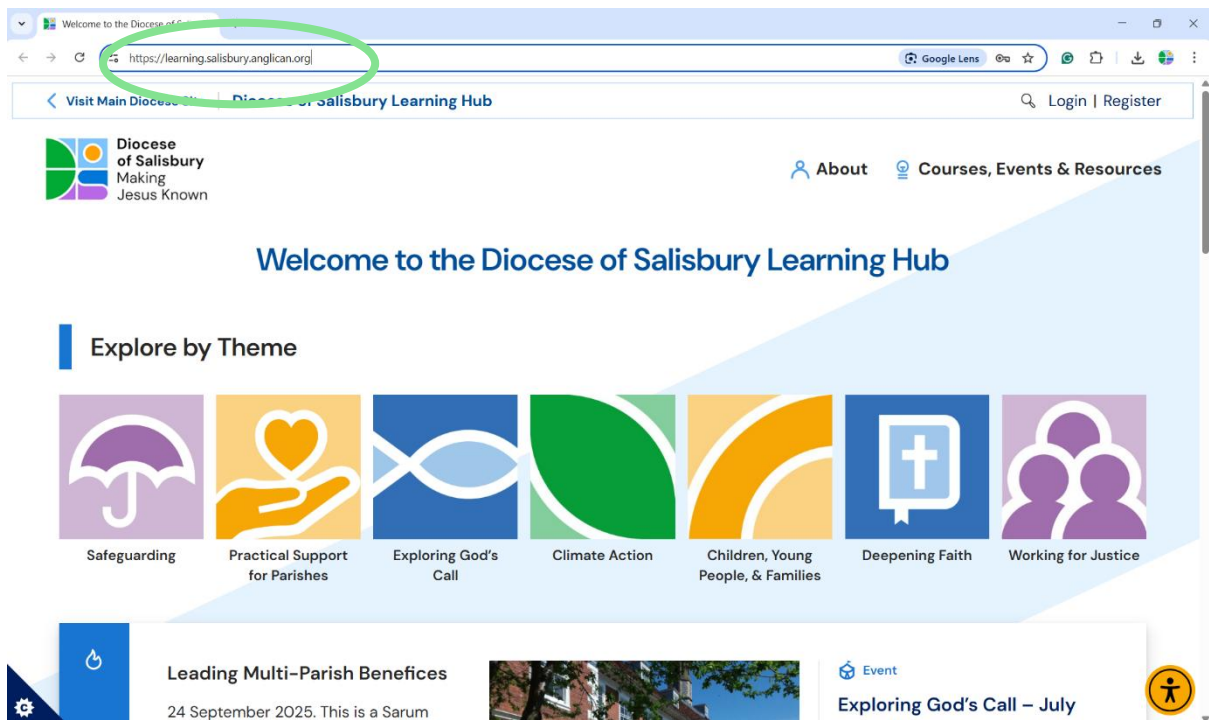 Welcome to the Diocese of
https://learning.salisbury.anglican.org
Google Lens
Visit Main Diocese
Diocese of Salisbury Learning Hub
Login | Register
Diocese
of Salisbury
Making
Jesus Known
About
Courses, Events & Resources
Welcome to the Diocese of Salisbury Learning Hub
Explore by Theme
Safeguarding
Practical Support
for Parishes
Exploring God's
Call
Climate Action
Children, Young
People, & Families
Deepening Faith
Working for Justice
Leading Multi-Parish Benefices
24 September 2025. This is a Sarum
Event
Exploring God's Call – July